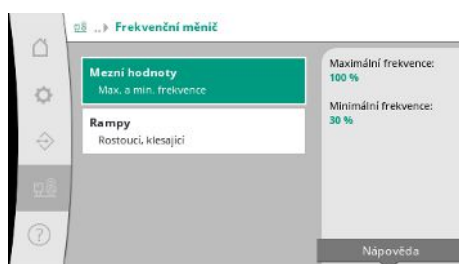 ..▸ Frekvenční měnič
Mezní hodnoty
Max. a min. frekvence
Rampy
Rostoucí, klesající
Maximální frekvence:
100 %
Minimální frekvence:
30 %
Nápověda